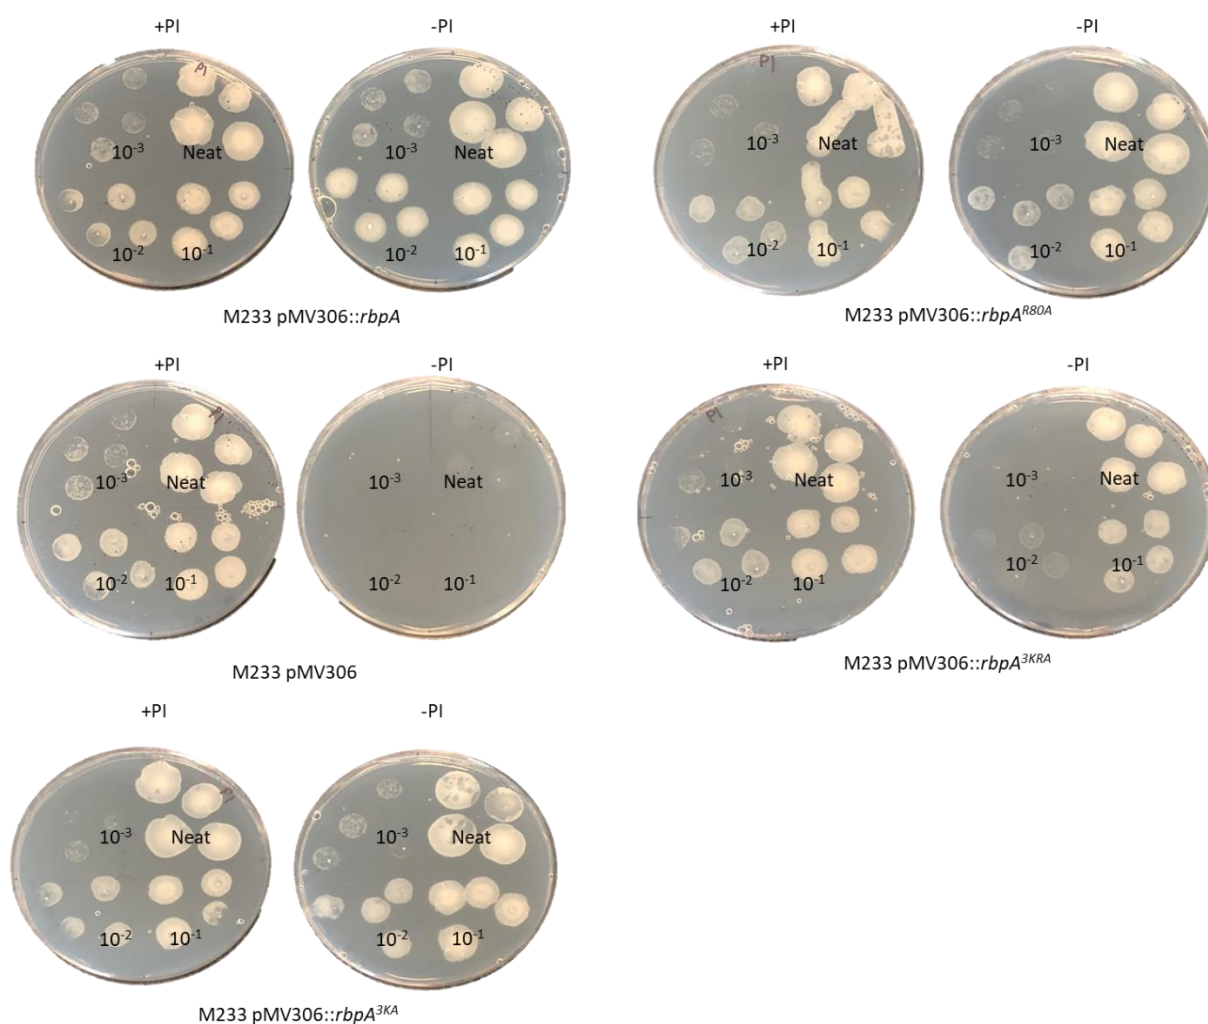 +PI -PI +PI -PI
PI PI
10⁻³ Neat 10⁻³ Neat 10⁻³ Neat 10⁻³ Neat
10⁻² 10⁻¹ 10⁻² 10⁻¹ 10⁻² 10⁻¹ 10⁻² 10⁻¹
M233 pMV306::rbpA M233 pMV306::rbpA^R80A
+PI -PI +PI -PI
PI PI
10⁻³ Neat 10⁻³ Neat 10⁻³ Neat 10⁻³ Neat
10⁻² 10⁻¹ 10⁻² 10⁻¹ 10⁻² 10⁻¹ 10⁻² 10⁻¹
M233 pMV306 M233 pMV306::rbpA^3KRA
+PI -PI
PI
10⁻³ Neat 10⁻³ Neat
10⁻² 10⁻¹ 10⁻² 10⁻¹
M233 pMV306::rbpA^3KA